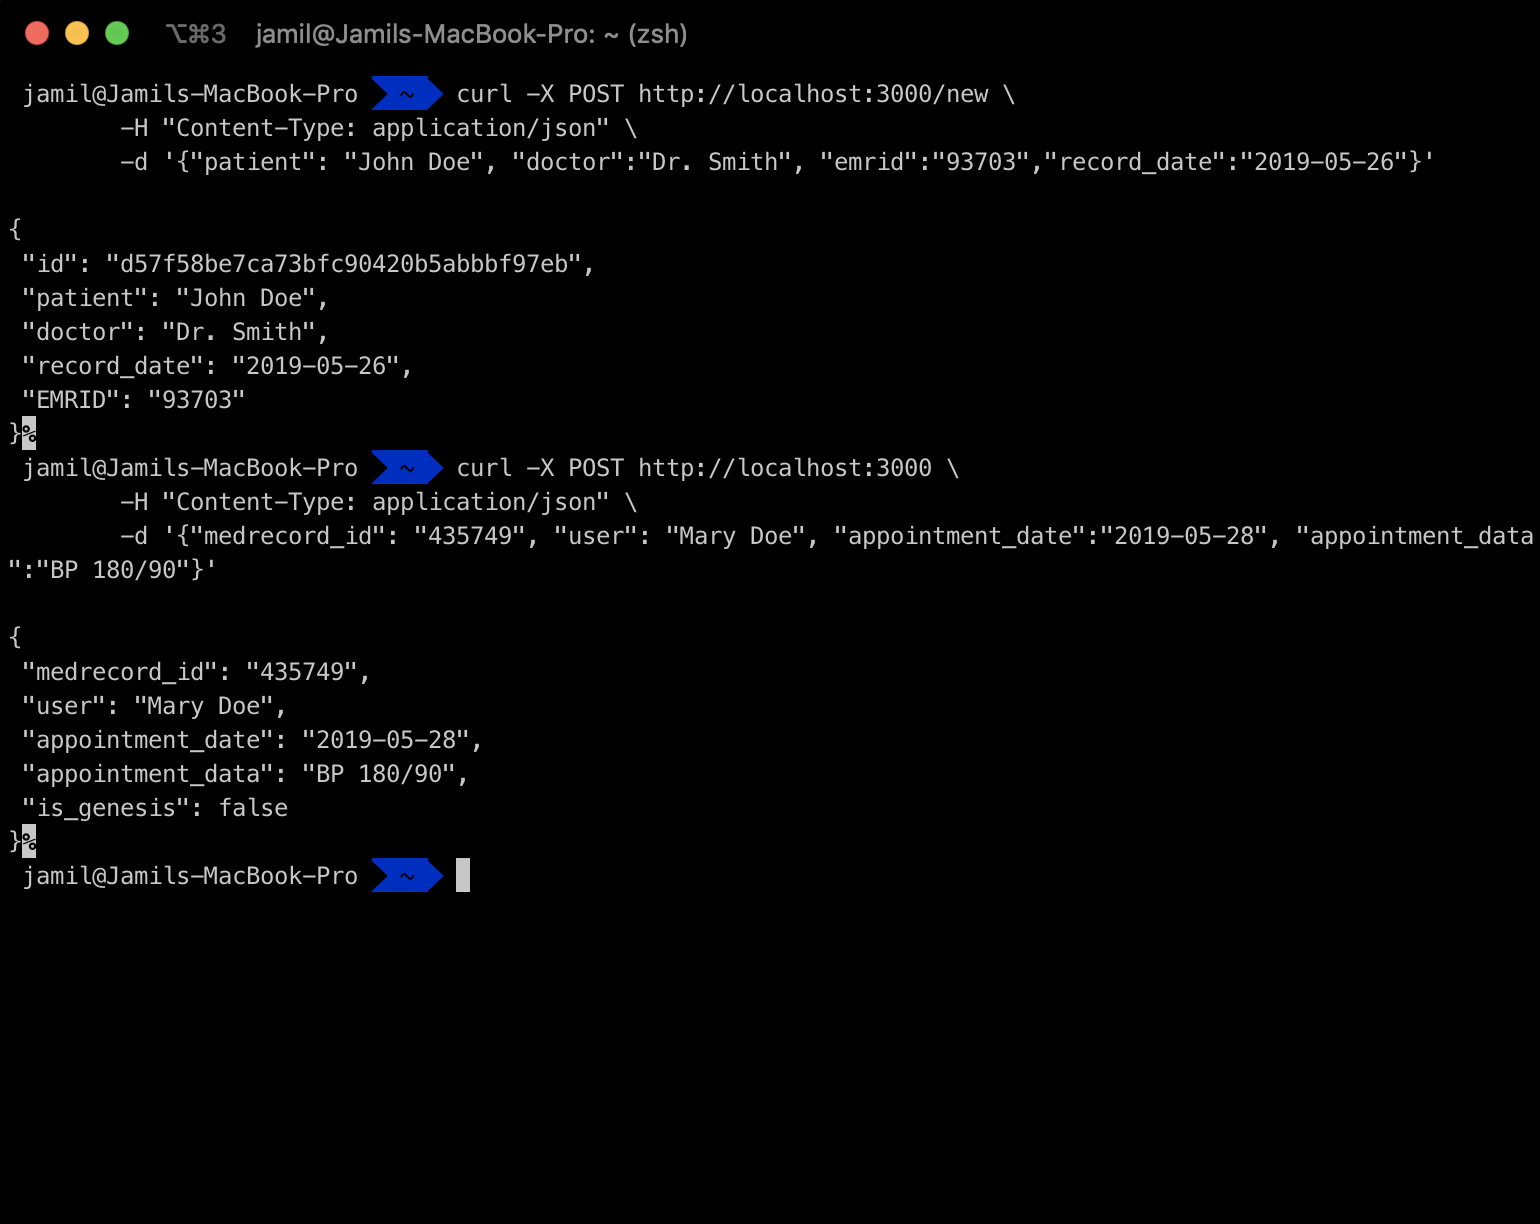 ⌥⌘3 jamil@Jamils-MacBook-Pro: ~ (zsh)
jamil@Jamils-MacBook-Pro ~ curl -X POST http://localhost:3000/new \
-H "Content-Type: application/json" \
-d '{"patient": "John Doe", "doctor":"Dr. Smith", "emrid":"93703","record_date":"2019-05-26"}'
{
"id": "d57f58be7ca73bfc90420b5abbbf97eb",
"patient": "John Doe",
"doctor": "Dr. Smith",
"record_date": "2019-05-26",
"EMRID": "93703"
}%
jamil@Jamils-MacBook-Pro ~ curl -X POST http://localhost:3000 \
-H "Content-Type: application/json" \
-d '{"medrecord_id": "435749", "user": "Mary Doe", "appointment_date":"2019-05-28", "appointment_data
":"BP 180/90"}'
{
"medrecord_id": "435749",
"user": "Mary Doe",
"appointment_date": "2019-05-28",
"appointment_data": "BP 180/90",
"is_genesis": false
}%
jamil@Jamils-MacBook-Pro ~